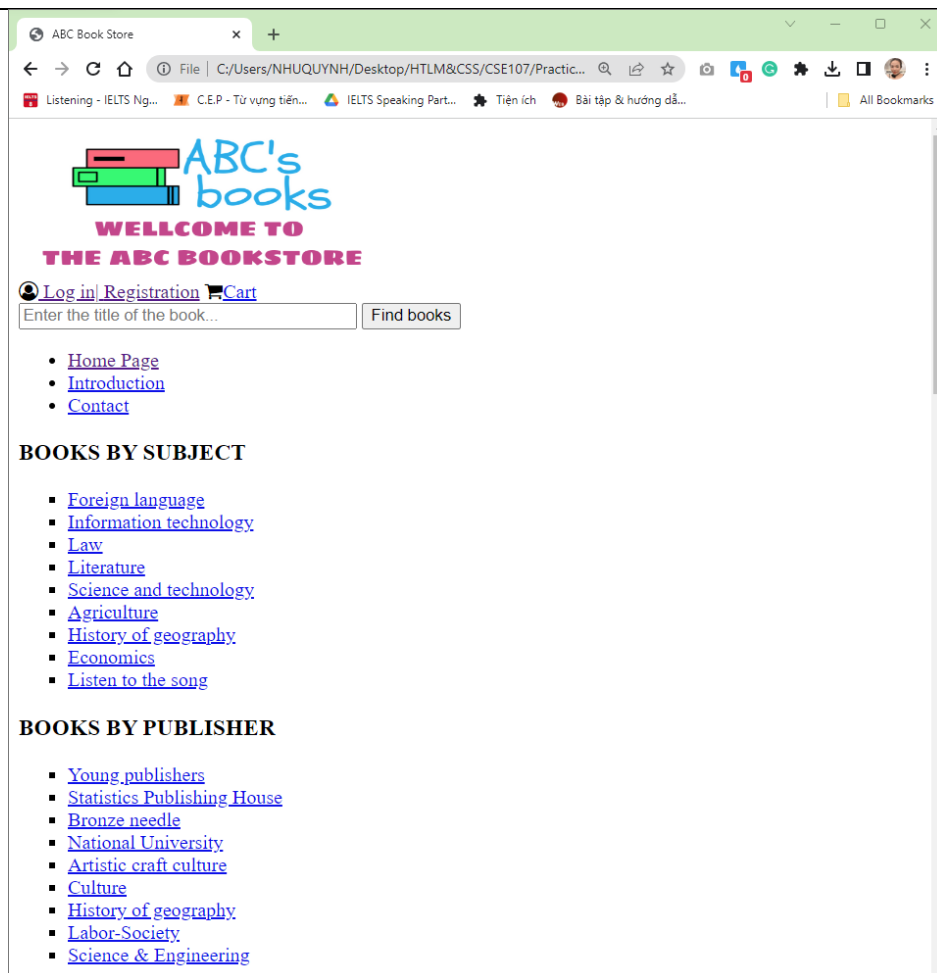 ABC Book Store
File | C:/Users/NHUQUYNH/Desktop/HTLM&CSS/CSE107/Practic...
Listening - IELTS Ng... C.E.P - Từ vựng tiến... IELTS Speaking Part... Tiện ích Bài tập & hướng dẫ... All Bookmarks
ABC's
books
WELLCOME TO
THE ABC BOOKSTORE
Log in| Registration Cart
Enter the title of the book... Find books
Home Page
Introduction
Contact
BOOKS BY SUBJECT
Foreign language
Information technology
Law
Literature
Science and technology
Agriculture
History of geography
Economics
Listen to the song
BOOKS BY PUBLISHER
Young publishers
Statistics Publishing House
Bronze needle
National University
Artistic craft culture
Culture
History of geography
Labor-Society
Science & Engineering